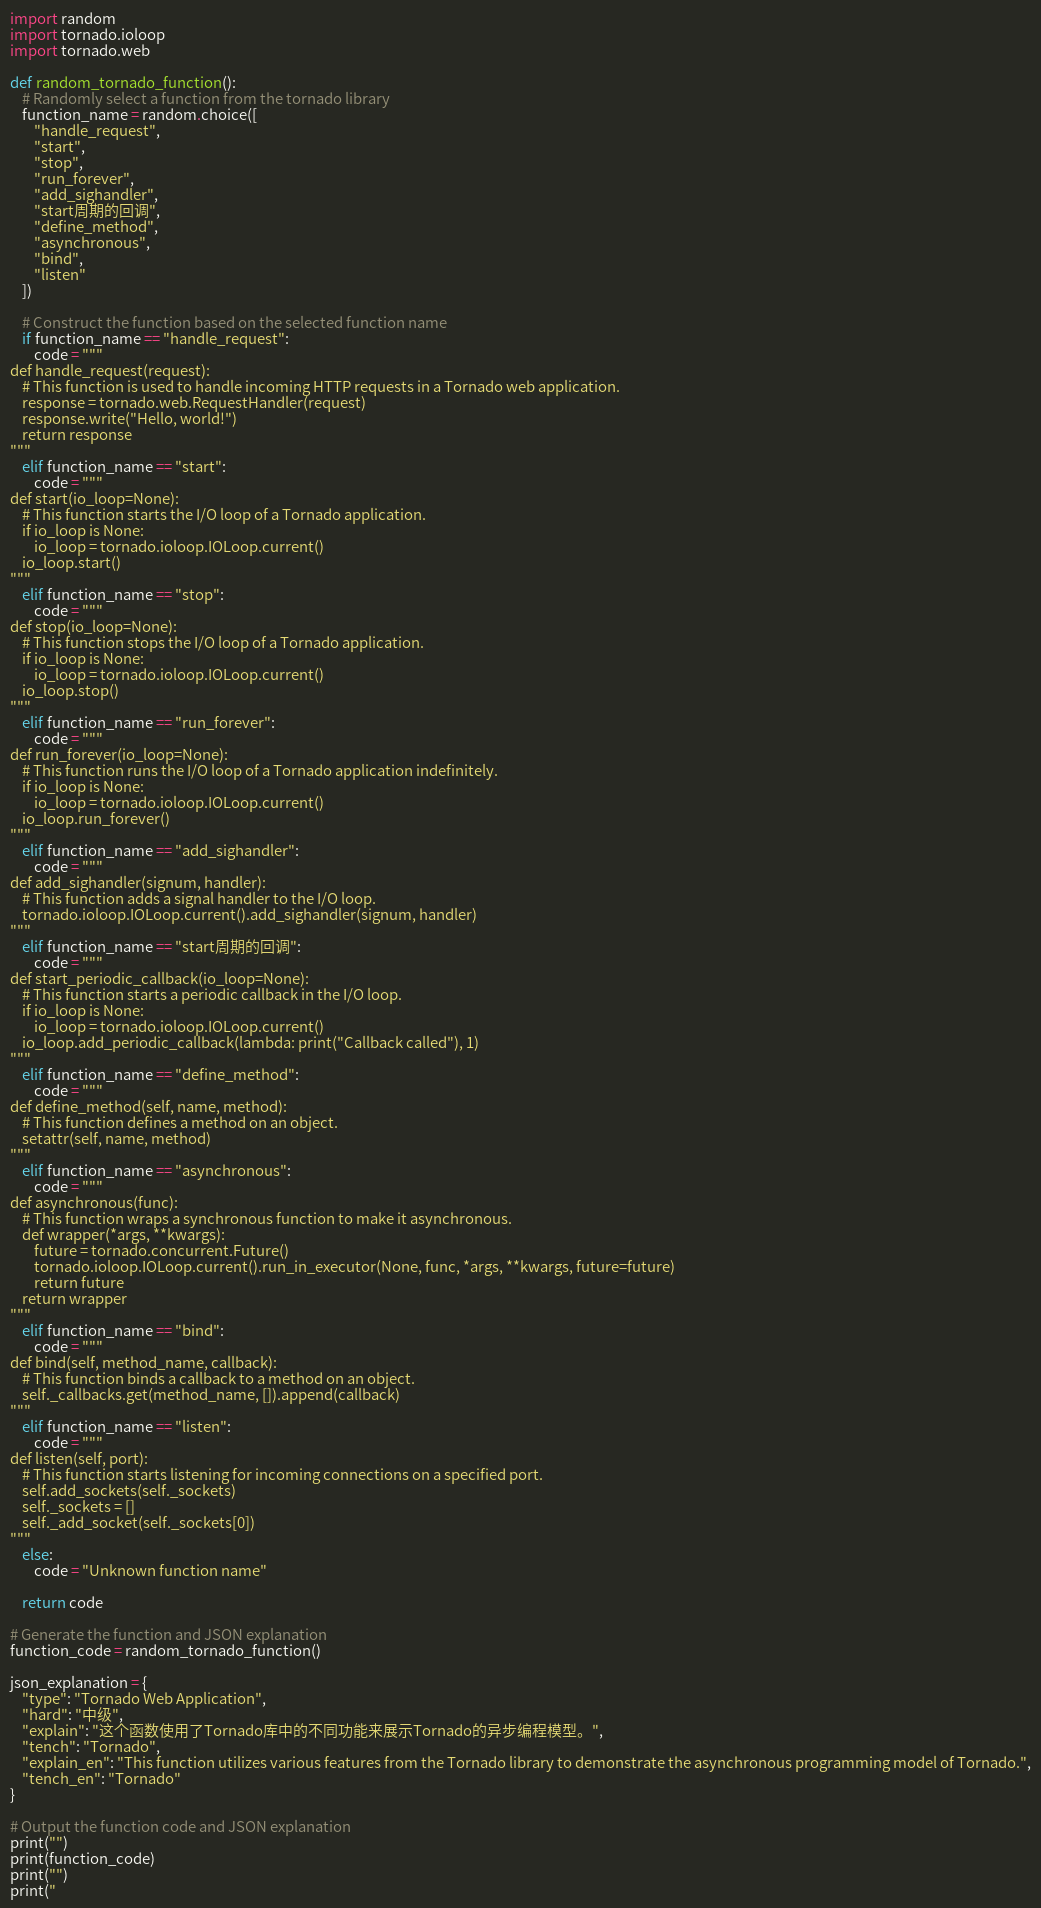 import random
import tornado.ioloop
import tornado.web

def random_tornado_function():
    # Randomly select a function from the tornado library
    function_name = random.choice([
        "handle_request",
        "start",
        "stop",
        "run_forever",
        "add_sighandler",
        "start周期的回调",
        "define_method",
        "asynchronous",
        "bind",
        "listen"
    ])

    # Construct the function based on the selected function name
    if function_name == "handle_request":
        code = """
def handle_request(request):
    # This function is used to handle incoming HTTP requests in a Tornado web application.
    response = tornado.web.RequestHandler(request)
    response.write("Hello, world!")
    return response
"""
    elif function_name == "start":
        code = """
def start(io_loop=None):
    # This function starts the I/O loop of a Tornado application.
    if io_loop is None:
        io_loop = tornado.ioloop.IOLoop.current()
    io_loop.start()
"""
    elif function_name == "stop":
        code = """
def stop(io_loop=None):
    # This function stops the I/O loop of a Tornado application.
    if io_loop is None:
        io_loop = tornado.ioloop.IOLoop.current()
    io_loop.stop()
"""
    elif function_name == "run_forever":
        code = """
def run_forever(io_loop=None):
    # This function runs the I/O loop of a Tornado application indefinitely.
    if io_loop is None:
        io_loop = tornado.ioloop.IOLoop.current()
    io_loop.run_forever()
"""
    elif function_name == "add_sighandler":
        code = """
def add_sighandler(signum, handler):
    # This function adds a signal handler to the I/O loop.
    tornado.ioloop.IOLoop.current().add_sighandler(signum, handler)
"""
    elif function_name == "start周期的回调":
        code = """
def start_periodic_callback(io_loop=None):
    # This function starts a periodic callback in the I/O loop.
    if io_loop is None:
        io_loop = tornado.ioloop.IOLoop.current()
    io_loop.add_periodic_callback(lambda: print("Callback called"), 1)
"""
    elif function_name == "define_method":
        code = """
def define_method(self, name, method):
    # This function defines a method on an object.
    setattr(self, name, method)
"""
    elif function_name == "asynchronous":
        code = """
def asynchronous(func):
    # This function wraps a synchronous function to make it asynchronous.
    def wrapper(*args, **kwargs):
        future = tornado.concurrent.Future()
        tornado.ioloop.IOLoop.current().run_in_executor(None, func, *args, **kwargs, future=future)
        return future
    return wrapper
"""
    elif function_name == "bind":
        code = """
def bind(self, method_name, callback):
    # This function binds a callback to a method on an object.
    self._callbacks.get(method_name, []).append(callback)
"""
    elif function_name == "listen":
        code = """
def listen(self, port):
    # This function starts listening for incoming connections on a specified port.
    self.add_sockets(self._sockets)
    self._sockets = []
    self._add_socket(self._sockets[0])
"""
    else:
        code = "Unknown function name"

    return code

# Generate the function and JSON explanation
function_code = random_tornado_function()

json_explanation = {
    "type": "Tornado Web Application",
    "hard": "中级",
    "explain": "这个函数使用了Tornado库中的不同功能来展示Tornado的异步编程模型。",
    "tench": "Tornado",
    "explain_en": "This function utilizes various features from the Tornado library to demonstrate the asynchronous programming model of Tornado.",
    "tench_en": "Tornado"
}

# Output the function code and JSON explanation
print("")
print(function_code)
print("")
print("